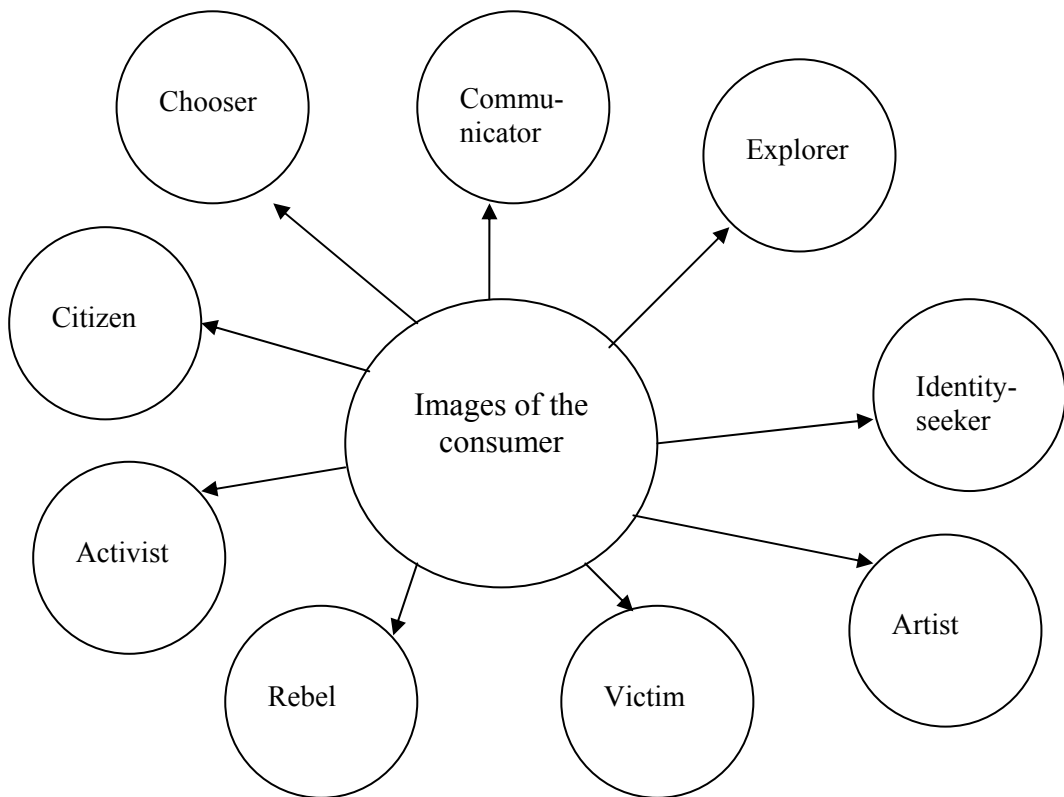 Chooser
Commu-
nicator
Explorer
Citizen
Images of the
consumer
Identity-
seeker
Activist
Artist
Rebel
Victim